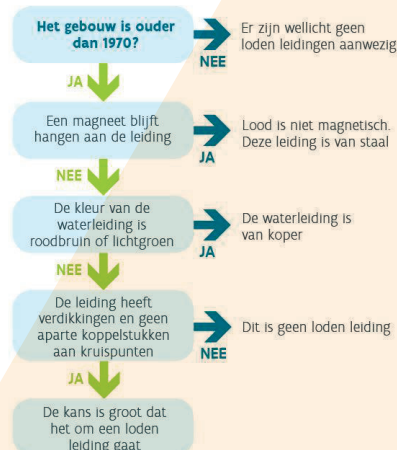 Het gebouw is ouder
dan 1970?
NEE
Er zijn wellicht geen
loden leidingen aanwezig
JA
Een magneet blijft
hangen aan de leiding
JA
Lood is niet magnetisch.
Deze leiding is van staal
NEE
De kleur van de
waterleiding is
roodbruin of lichtgroen
JA
De waterleiding is
van koper
NEE
De leiding heeft
verdikkingen en geen
aparte koppelstukken
aan kruispunten
NEE
Dit is geen loden leiding
JA
De kans is groot dat
het om een loden
leiding gaat